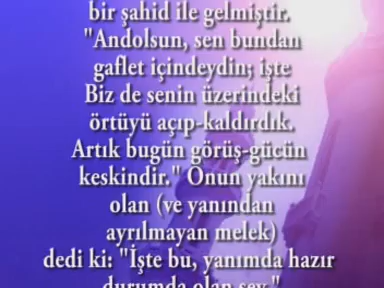 bir şahid ile gelmiştir.
"Andolsun, sen bundan
gaflet içindeydin; işte
Biz de senin üzerindeki
örtüyü açıp-kaldırdık.
Artık bugün görüş-gücün
keskindir." Onun yakını
olan (ve yanından
ayrılmayan melek)
dedi ki: "İşte bu, yanımda hazır
durumda olan şey."